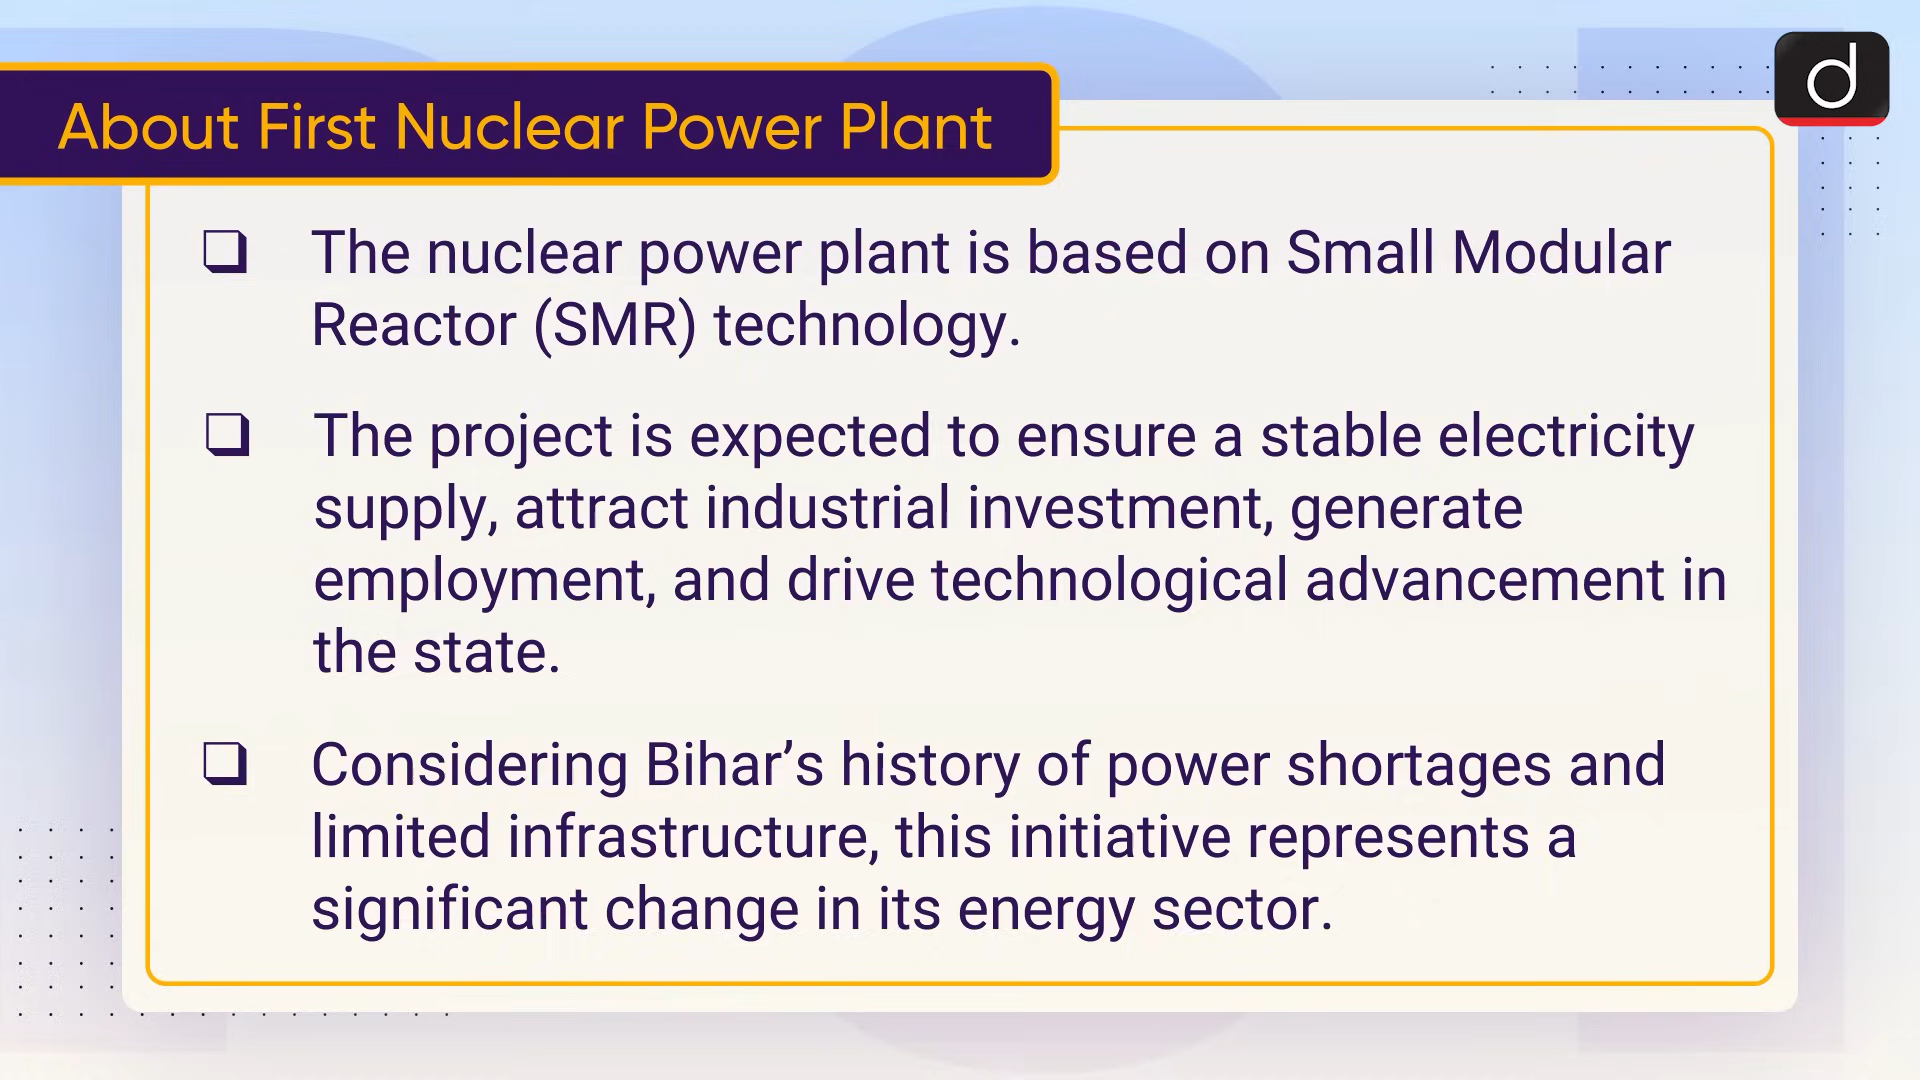 About First Nuclear Power Plant
d
❑ The nuclear power plant is based on Small Modular
Reactor (SMR) technology.
❑ The project is expected to ensure a stable electricity
supply, attract industrial investment, generate
employment, and drive technological advancement in
the state.
❑ Considering Bihar’s history of power shortages and
limited infrastructure, this initiative represents a
significant change in its energy sector.